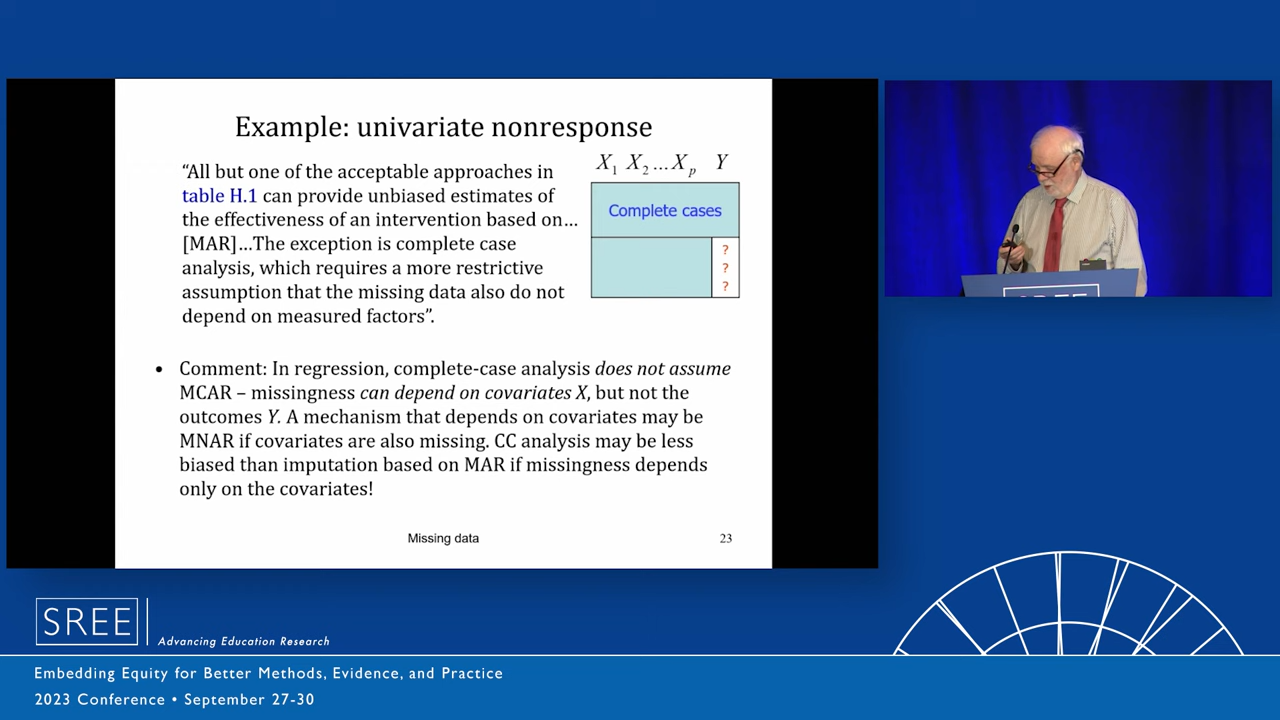 Example: univariate nonresponse
“All but one of the acceptable approaches in
table H.1 can provide unbiased estimates of
the effectiveness of an intervention based on…
[MAR]…The exception is complete case
analysis, which requires a more restrictive
assumption that the missing data also do not
depend on measured factors”.
X1 X2 ... Xp Y
Complete cases
?
?
?
• Comment: In regression, complete-case analysis does not assume
MCAR – missingness can depend on covariates X, but not the
outcomes Y. A mechanism that depends on covariates may be
MNAR if covariates are also missing. CC analysis may be less
biased than imputation based on MAR if missingness depends
only on the covariates!
Missing data
23
SREE
SREE
Advancing Education Research
Embedding Equity for Better Methods, Evidence, and Practice
2023 Conference • September 27-30